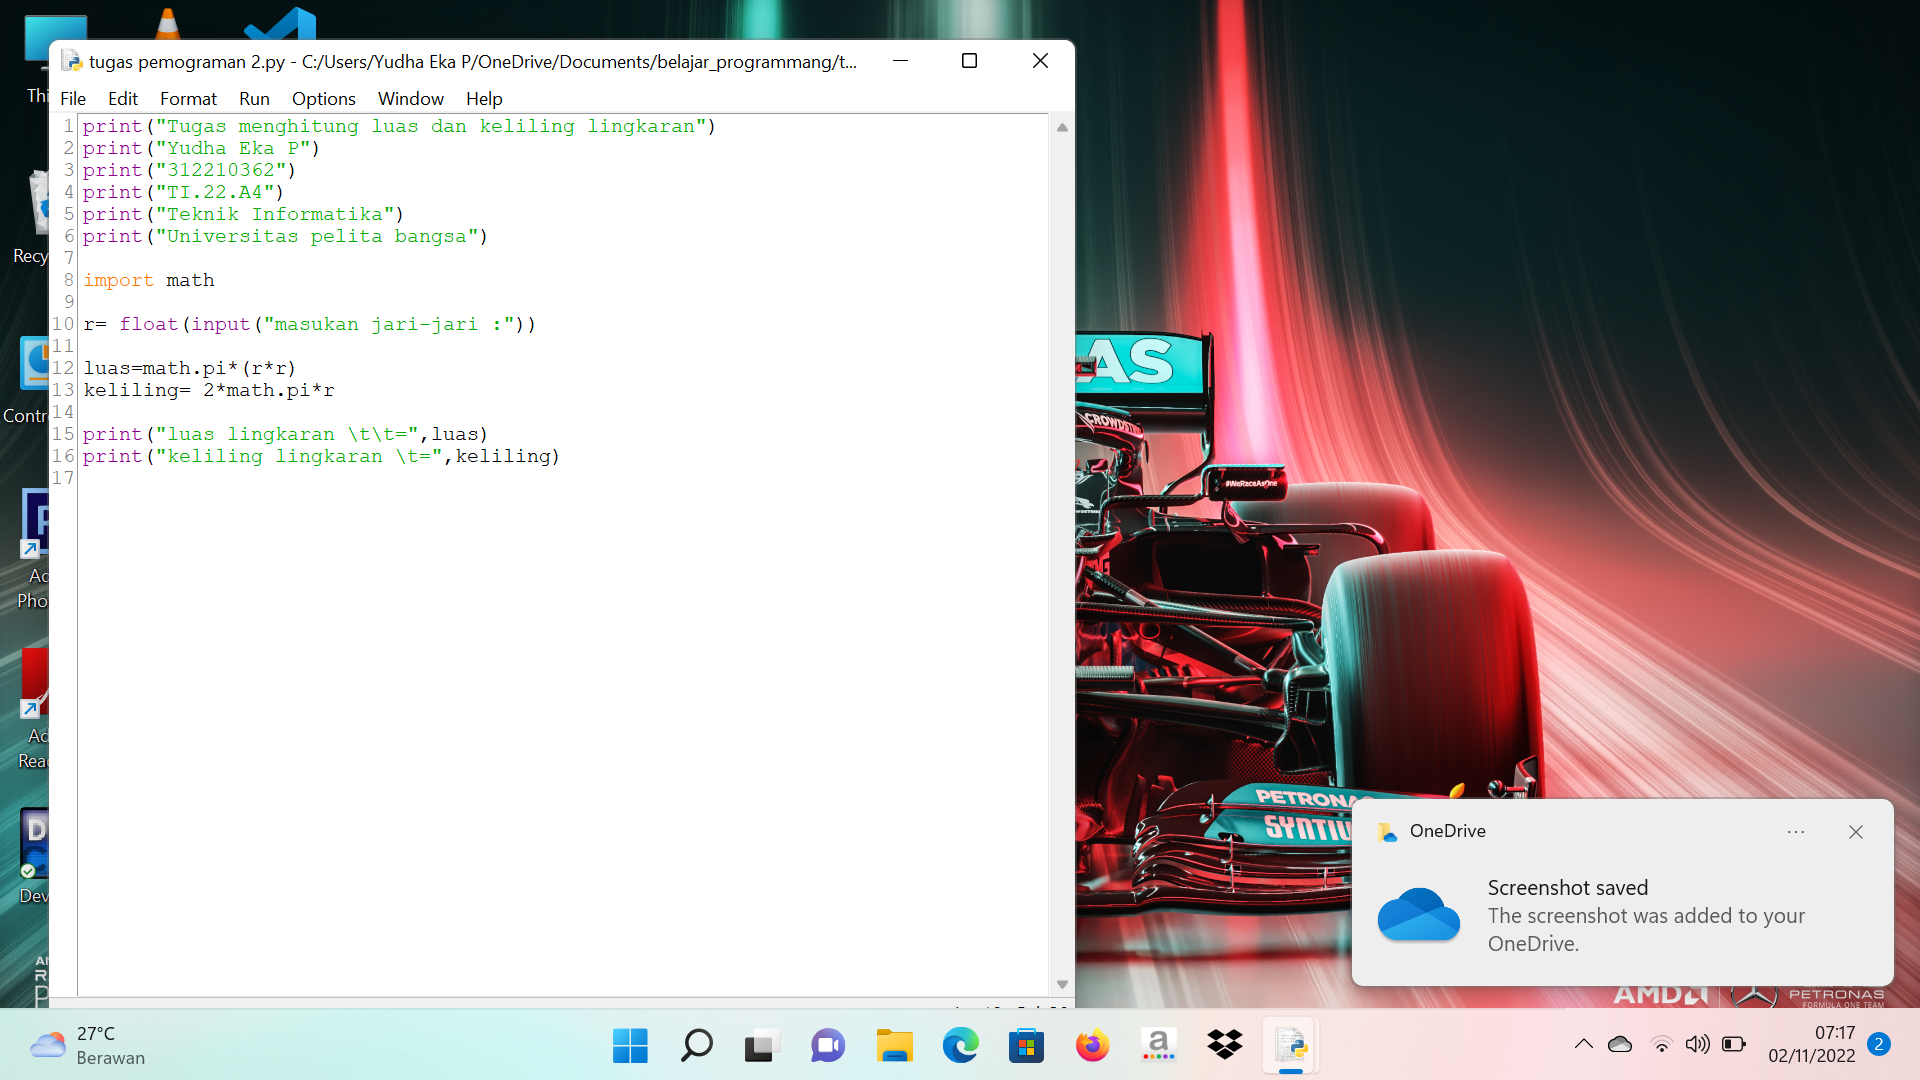 tugas pemograman 2.py - C:/Users/Yudha Eka P/OneDrive/Documents/belajar_programmang/t...
File Edit Format Run Options Window Help
1 print("Tugas menghitung luas dan keliling lingkaran")
2 print("Yudha Eka P")
3 print("312210362")
4 print("TI.22.A4")
5 print("Teknik Informatika")
6 print("Universitas pelita bangsa")
7
8 import math
9
10 r= float(input("masukan jari-jari :"))
11
12 luas=math.pi*(r*r)
13 keliling= 2*math.pi*r
14
15 print("luas lingkaran \t\t=",luas)
16 print("keliling lingkaran \t=",keliling)
17
Thi
Recy
Contr
Ad
Pho
Ad
Read
Dev
AS
CROWDSTR
#WeRaceAsOne
PETRONAS
SYNTIU
OneDrive
Screenshot saved
The screenshot was added to your
OneDrive.
AMD
PETRONAS
FORMULA ONE TEAM
27°C
Berawan
07:17
02/11/2022
2